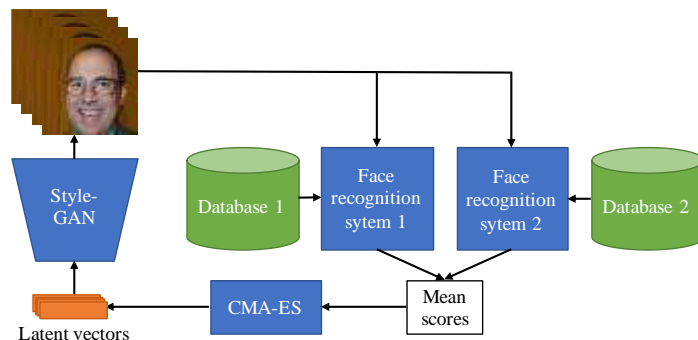 Style-
GAN
Database 1
Face
recognition
sytem 1
Face
recognition
sytem 2
Database 2
Latent vectors
CMA-ES
Mean
scores